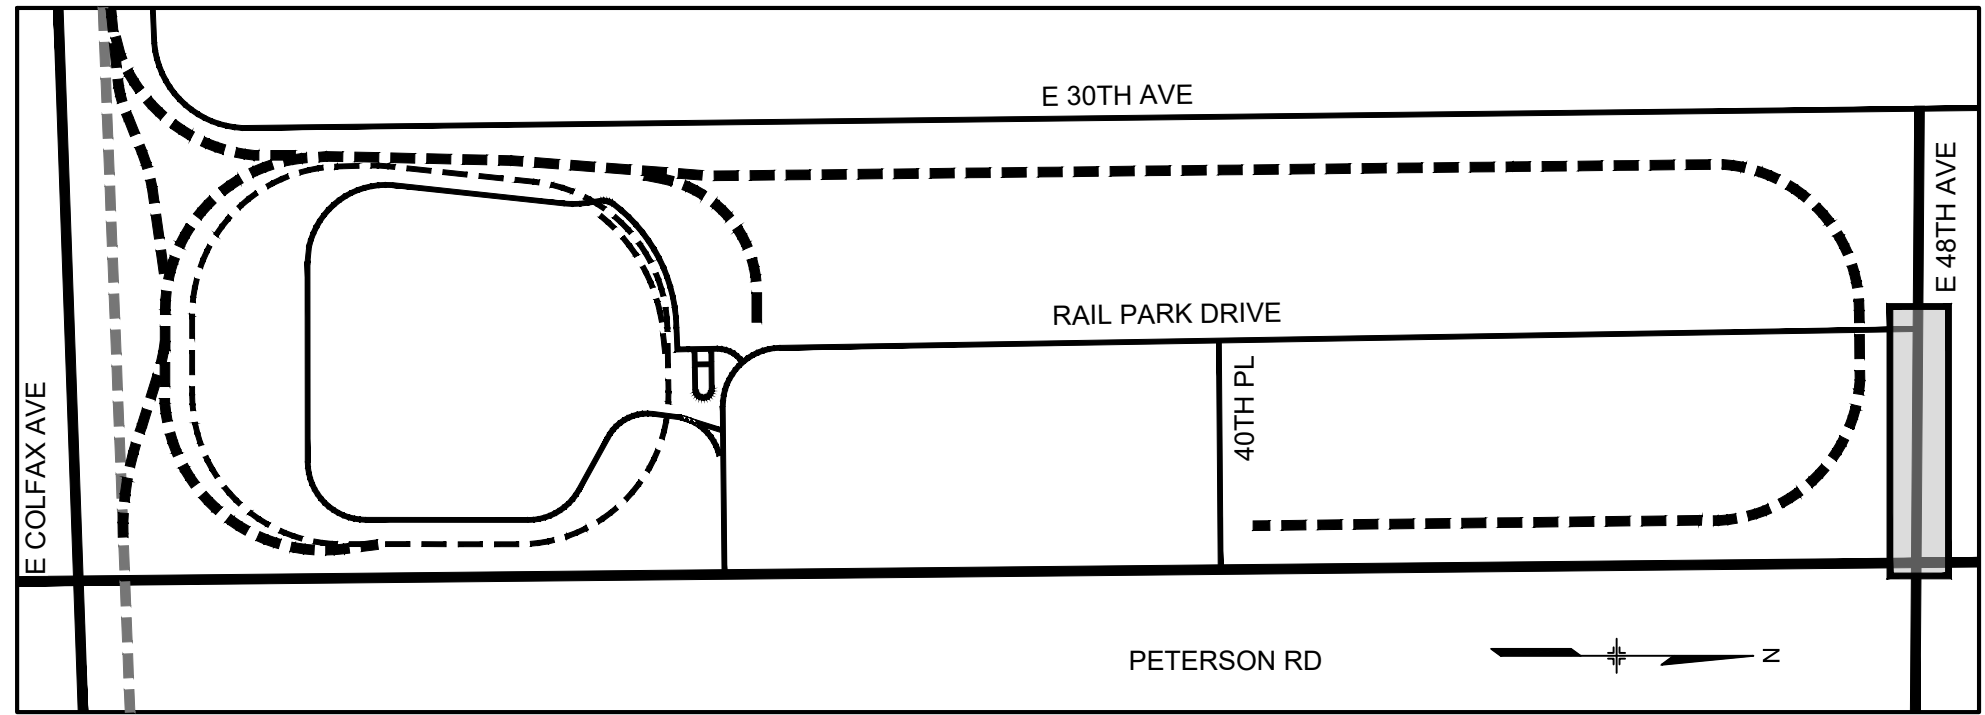 E 30TH AVE
E 48TH AVE
RAIL PARK DRIVE
40TH PL
E COLFAX AVE
PETERSON RD
N